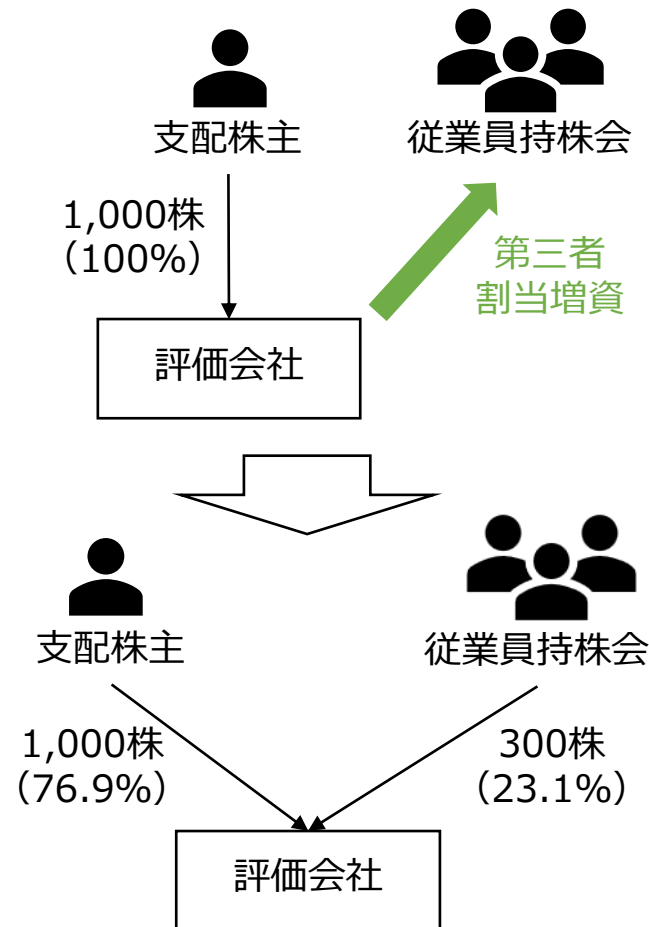 支配株主
従業員持株会
1,000株
（100%）
第三者
割当増資
評価会社
支配株主
従業員持株会
1,000株
（76.9%）
300株
（23.1%）
評価会社